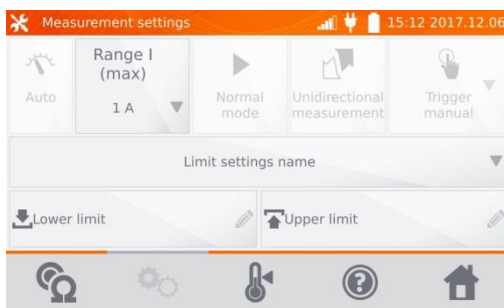 Measurement settings 15:12 2017.12.06
Range I
(max)
1 A
Auto
Normal
mode
Unidirectional
measurement
Trigger
manual
Limit settings name
Lower limit
Upper limit